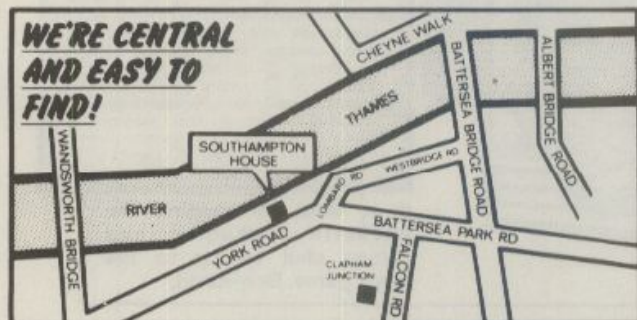 WE'RE CENTRAL
AND EASY TO
FIND!
CHEYNE WALK
BATTERSEA BRIDGE ROAD
ALBERT BRIDGE ROAD
WANDSWORTH BRIDGE
THAMES
SOUTHAMPTON
HOUSE
RIVER
LOMBARD RD
WESTBRIDGE RD
YORK ROAD
BATTERSEA PARK RD
FALCON RD
CLAPHAM
JUNCTION